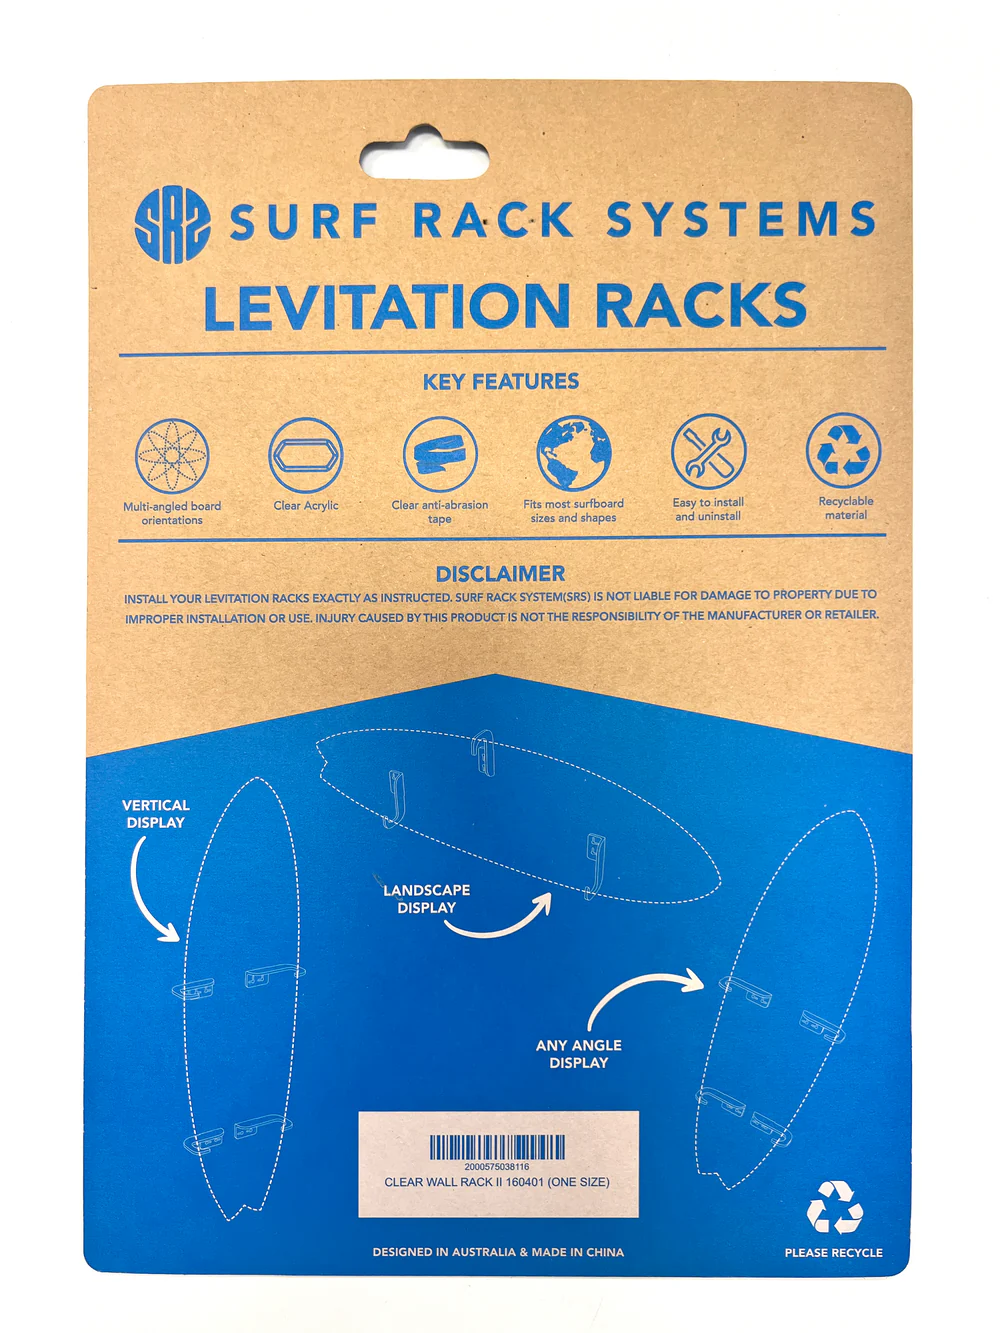 SRS SURF RACK SYSTEMS
LEVITATION RACKS
KEY FEATURES
Multi-angled board
orientations
Clear Acrylic
Clear anti-abrasion
tape
Fits most surfboard
sizes and shapes
Easy to install
and uninstall
Recyclable
material
DISCLAIMER
INSTALL YOUR LEVITATION RACKS EXACTLY AS INSTRUCTED. SURF RACK SYSTEM(SRS) IS NOT LIABLE FOR DAMAGE TO PROPERTY DUE TO
IMPROPER INSTALLATION OR USE. INJURY CAUSED BY THIS PRODUCT IS NOT THE RESPONSIBILITY OF THE MANUFACTURER OR RETAILER.
VERTICAL
DISPLAY
LANDSCAPE
DISPLAY
ANY ANGLE
DISPLAY
2000575038116
CLEAR WALL RACK II 160401 (ONE SIZE)
DESIGNED IN AUSTRALIA & MADE IN CHINA
PLEASE RECYCLE